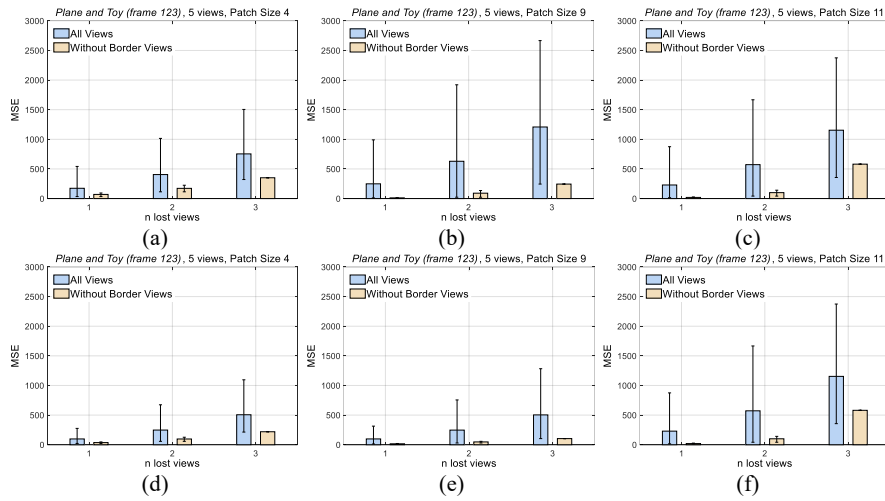 Plane and Toy (frame 123), 5 views, Patch Size 4
3000
2500
2000
1500
1000
500
0
MSE
All Views
Without Border Views
1
2
3
n lost views
(a)
Plane and Toy (frame 123), 5 views, Patch Size 9
3000
2500
2000
1500
1000
500
0
MSE
All Views
Without Border Views
1
2
3
n lost views
(b)
Plane and Toy (frame 123), 5 views, Patch Size 11
3000
2500
2000
1500
1000
500
0
MSE
All Views
Without Border Views
1
2
3
n lost views
(c)
Plane and Toy (frame 123), 5 views, Patch Size 4
3000
2500
2000
1500
1000
500
0
MSE
All Views
Without Border Views
1
2
3
n lost views
(d)
Plane and Toy (frame 123), 5 views, Patch Size 9
3000
2500
2000
1500
1000
500
0
MSE
All Views
Without Border Views
1
2
3
n lost views
(e)
Plane and Toy (frame 123), 5 views, Patch Size 11
3000
2500
2000
1500
1000
500
0
MSE
All Views
Without Border Views
1
2
3
n lost views
(f)